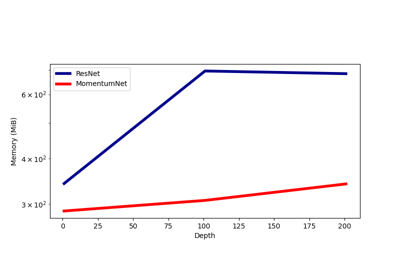 ResNet
MomentumNet
6 × 10²
4 × 10²
3 × 10²
Memory (MiB)
0 25 50 75 100 125 150 175 200
Depth